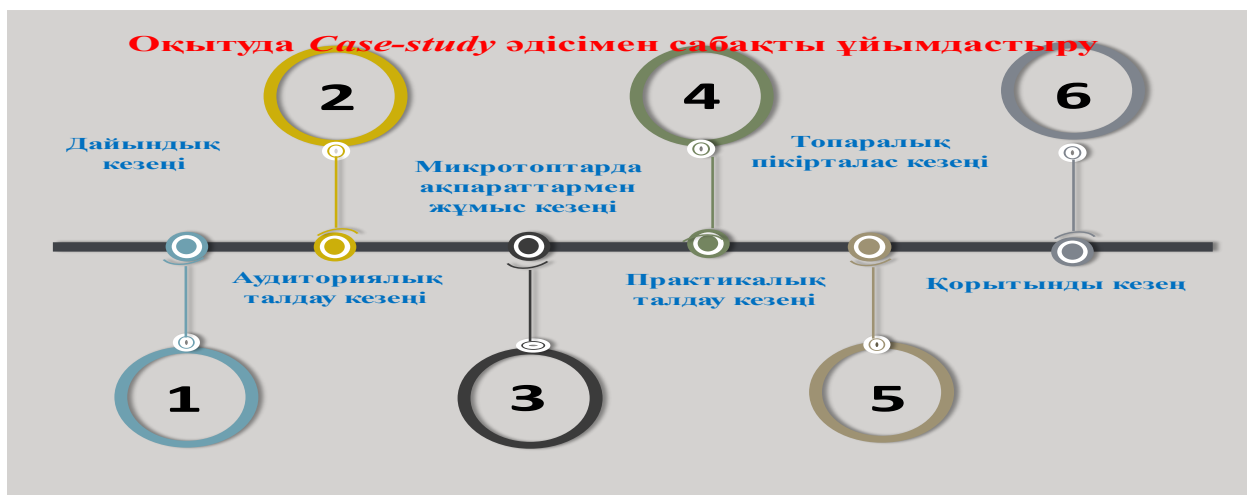 Оқытуда Case-study әдісімен сабақты ұйымдастыру
1
Дайындық
кезеңі
2
Аудиториялық
талдау кезеңі
3
Микротоптарда
ақпараттармен
жұмыс кезеңі
4
Практикалық
талдау кезеңі
5
Топаралық
пікірталас кезеңі
6
Қорытынды кезең